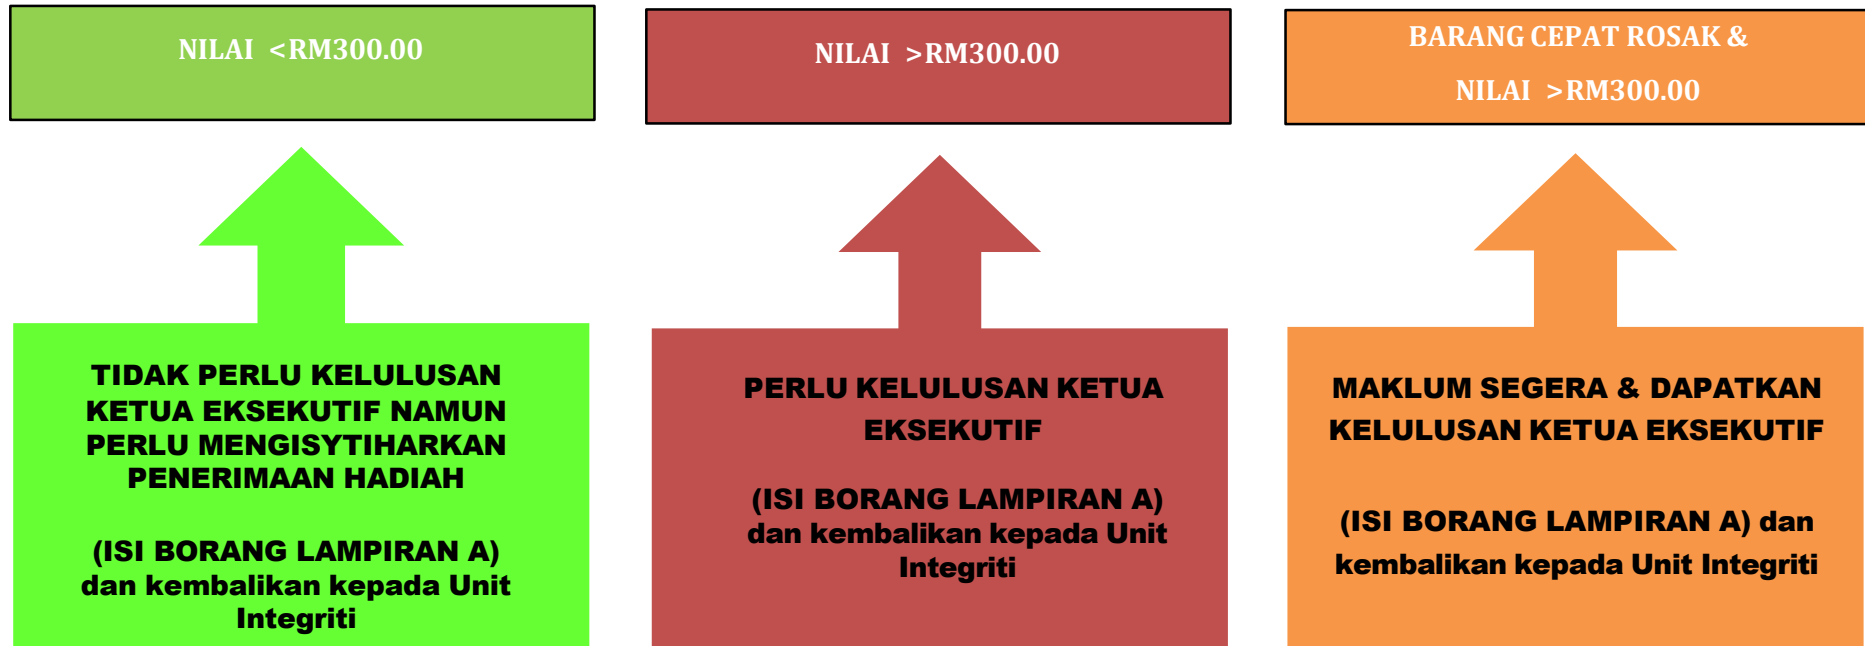 NILAI <RM300.00
NILAI >RM300.00
BARANG CEPAT ROSAK &
NILAI >RM300.00
TIDAK PERLU KELULUSAN
KETUA EKSEKUTIF NAMUN
PERLU MENGISYTIHARKAN
PENERIMAAN HADIAH
(ISI BORANG LAMPIRAN A)
dan kembalikan kepada Unit
Integriti
PERLU KELULUSAN KETUA
EKSEKUTIF
(ISI BORANG LAMPIRAN A)
dan kembalikan kepada Unit
Integriti
MAKLUM SEGERA & DAPATKAN
KELULUSAN KETUA EKSEKUTIF
(ISI BORANG LAMPIRAN A) dan
kembalikan kepada Unit Integriti